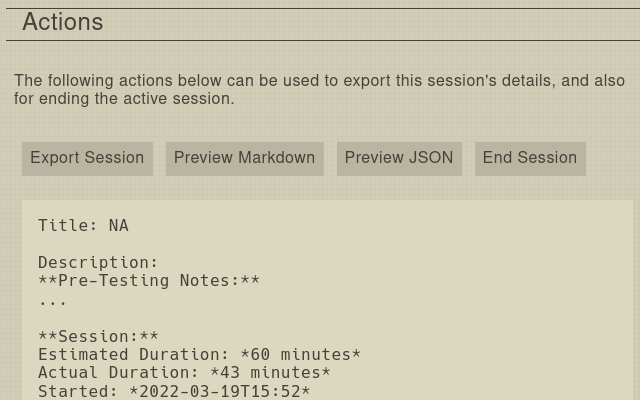 Actions
The following actions below can be used to export this session's details, and also
for ending the active session.
Export Session
Preview Markdown
Preview JSON
End Session
Title: NA
Description:
**Pre-Testing Notes:**
...
**Session:**
Estimated Duration: *60 minutes*
Actual Duration: *43 minutes*
Started: *2022-03-19T15:52*